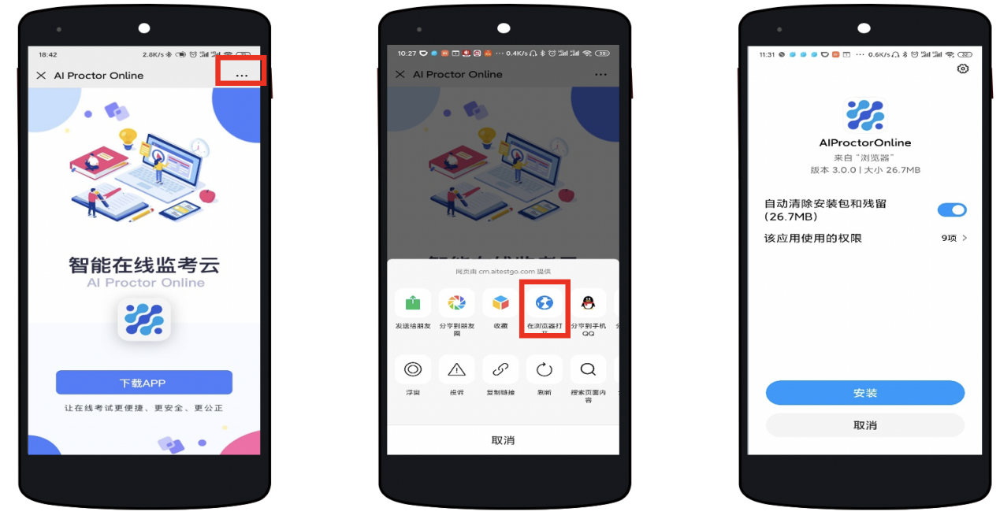 18:42
2.8K/s
AI Proctor Online
...
智能在线监考云
AI Proctor Online
下载APP
让在线考试更便捷、更安全、更公正
10:27
0.4K/s
AI Proctor Online
...
网页由 cm.aitestgo.com 提供
发送给朋友
分享到朋友圈
收藏
在浏览器打开
分享到手机QQ
浮窗
投诉
复制链接
刷新
搜索页面内容
取消
11:31
0.6K/s
AIProctorOnline
来自“浏览器”
版本 3.0.0 | 大小 26.7MB
自动清除安装包和残留
(26.7MB)
该应用使用的权限
9项 >
安装
取消